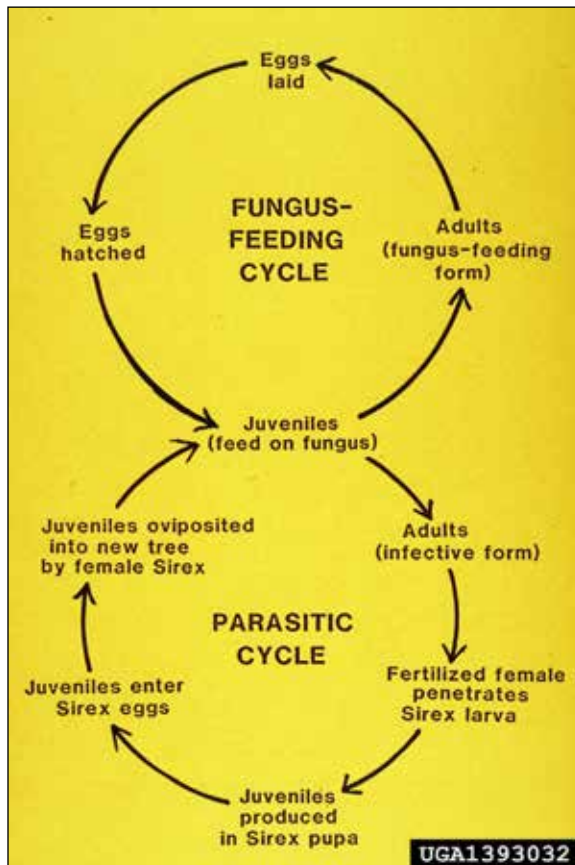 Eggs
laid
FUNGUS-
FEEDING
CYCLE
Eggs
hatched
Adults
(fungus-feeding
form)
Juveniles
(feed on fungus)
Juveniles oviposited
into new tree
by female Sirex
Adults
(infective form)
PARASITIC
CYCLE
Juveniles enter
Sirex eggs
Fertilized female
penetrates
Sirex larva
Juveniles
produced
in Sirex pupa
UGA1393032